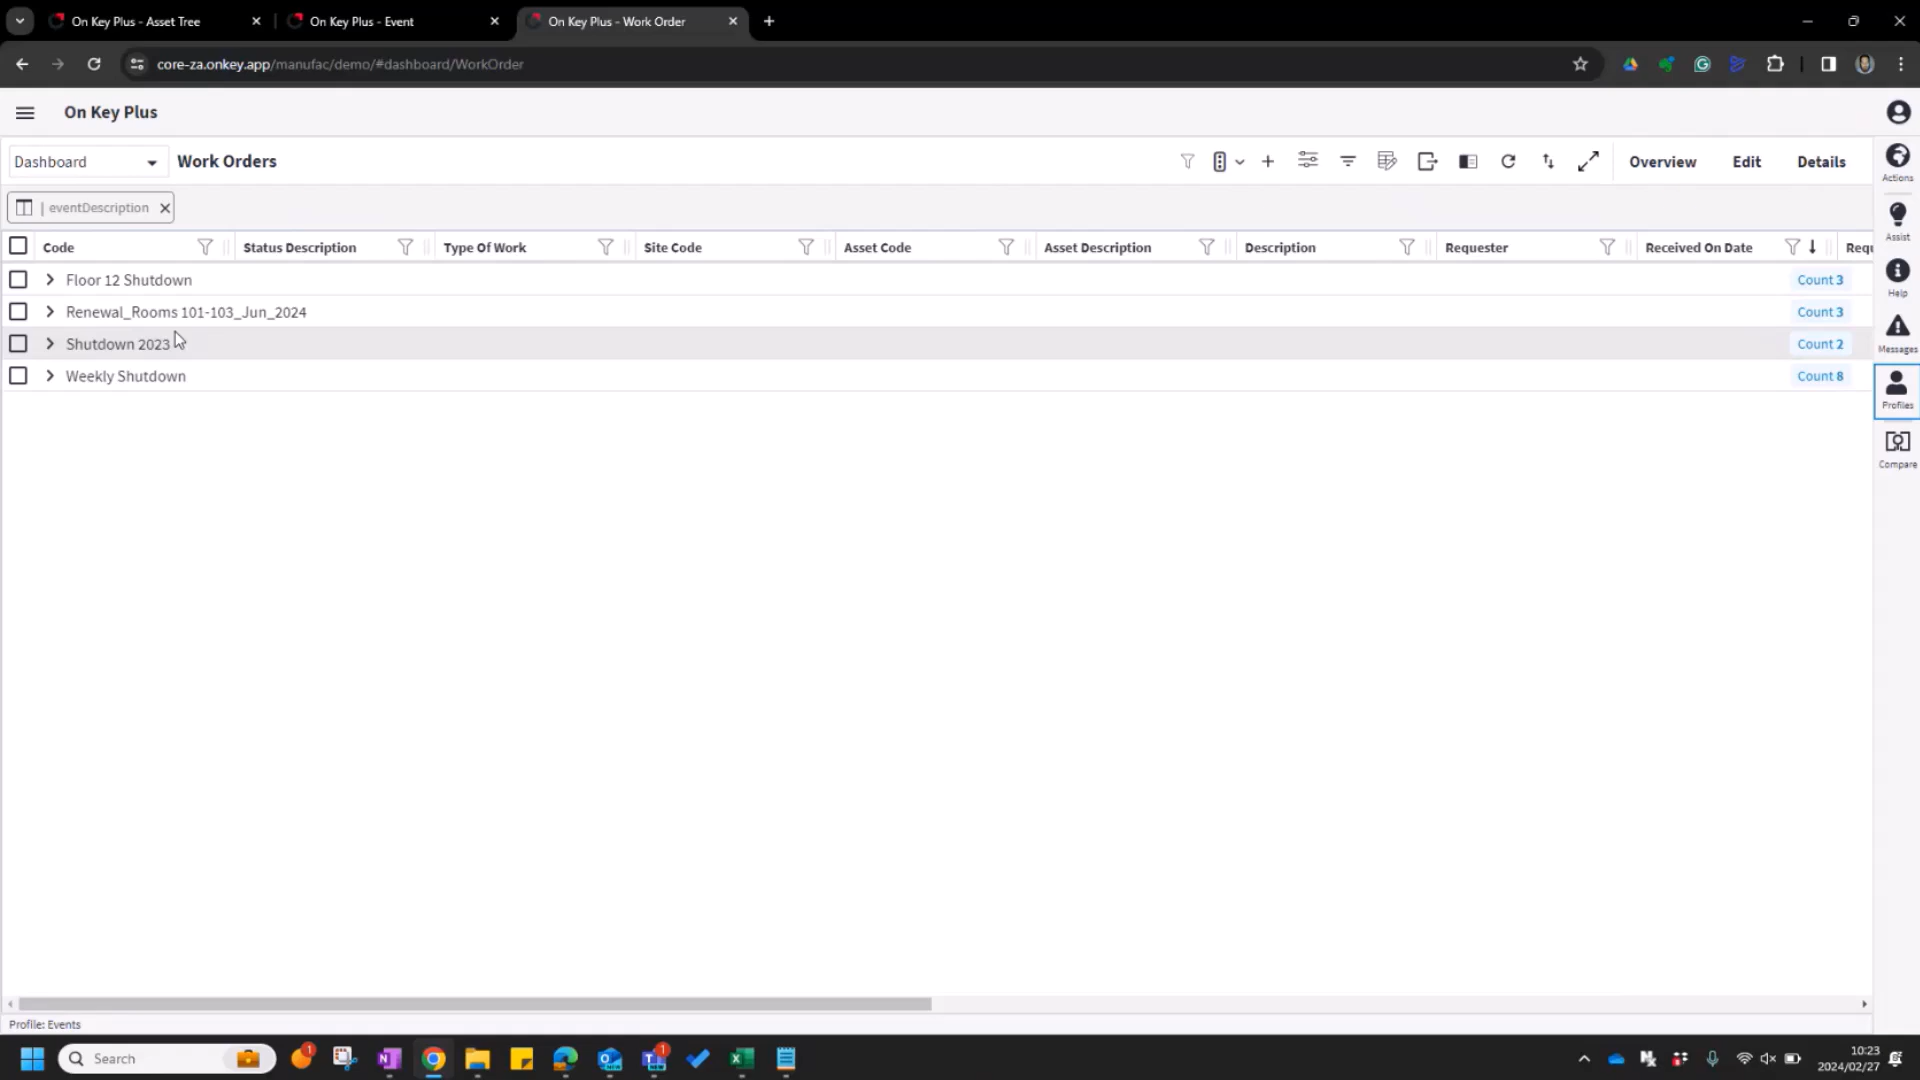 On Key Plus - Asset Tree
On Key Plus - Event
On Key Plus - Work Order
core-za.onkey.app/manufac/demo/#dashboard/WorkOrder
On Key Plus
Dashboard
Work Orders
Overview
Edit
Details
Actions
| eventDescription
Code
Status Description
Type Of Work
Site Code
Asset Code
Asset Description
Description
Requester
Received On Date
Requ
Assist
Floor 12 Shutdown
Count 3
Help
Renewal_Rooms 101-103_Jun_2024
Count 3
Shutdown 2023
Count 2
Messages
Weekly Shutdown
Count 8
Profiles
Compare
Profile: Events
Search
1
1
10:23
2024/02/27